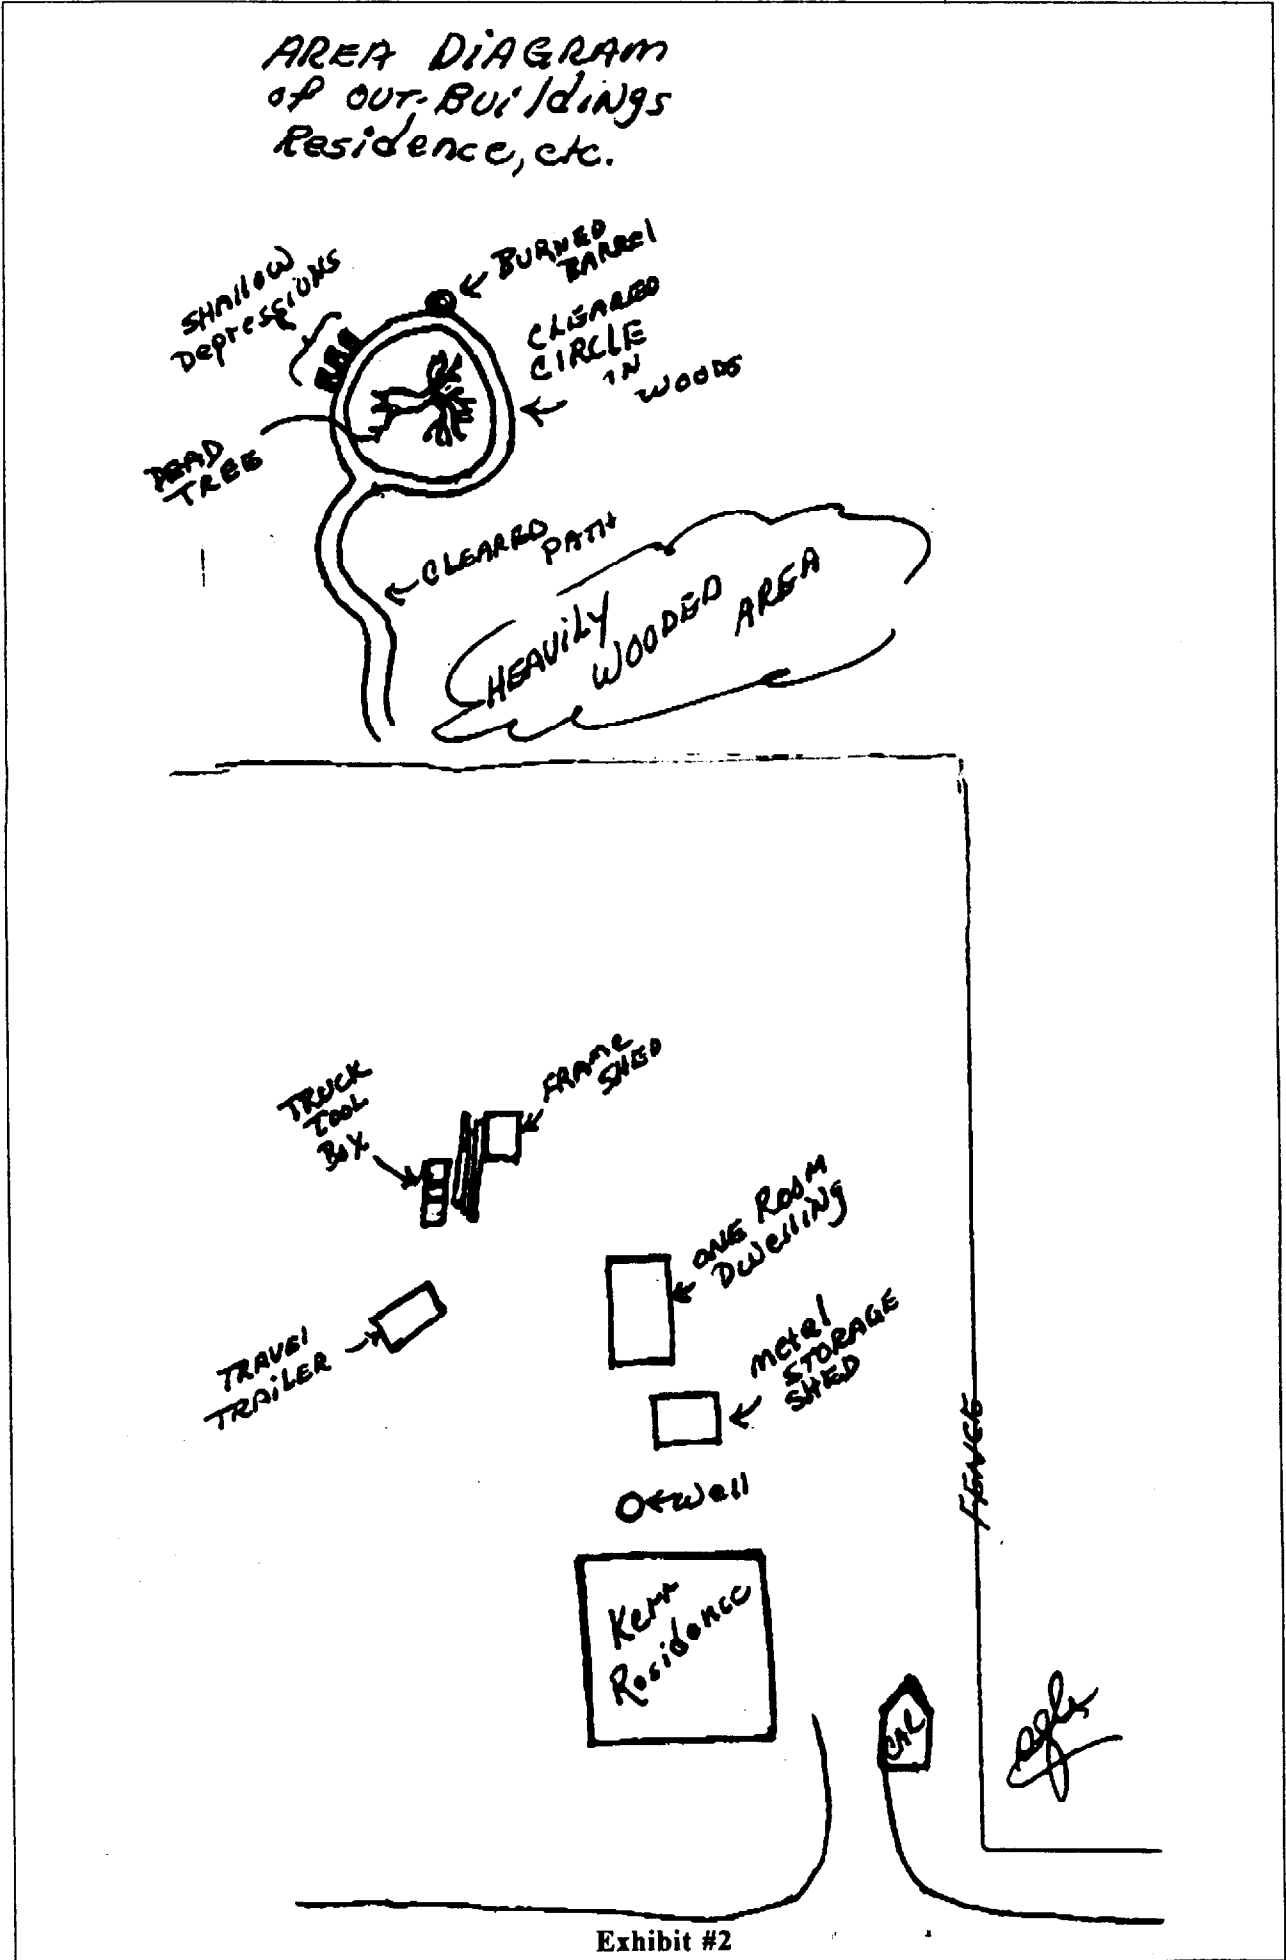 AREA DIAGRAM
of OUT-Buildings
Residence, etc.
BURNED
BARREL
SHALLOW
Depressions
CLEARED
CIRCLE
IN
WOODS
DEAD
TREE
CLEARED
PATH
HEAVILY
WOODED
AREA
FRAME
SHED
TRUCK
TOOL
BOX
ONE ROOM
Dwelling
TRAVEL
TRAILER
Metal
STORAGE
SHED
FENCE
Well
Kerr
Residence
CAR
Exhibit #2